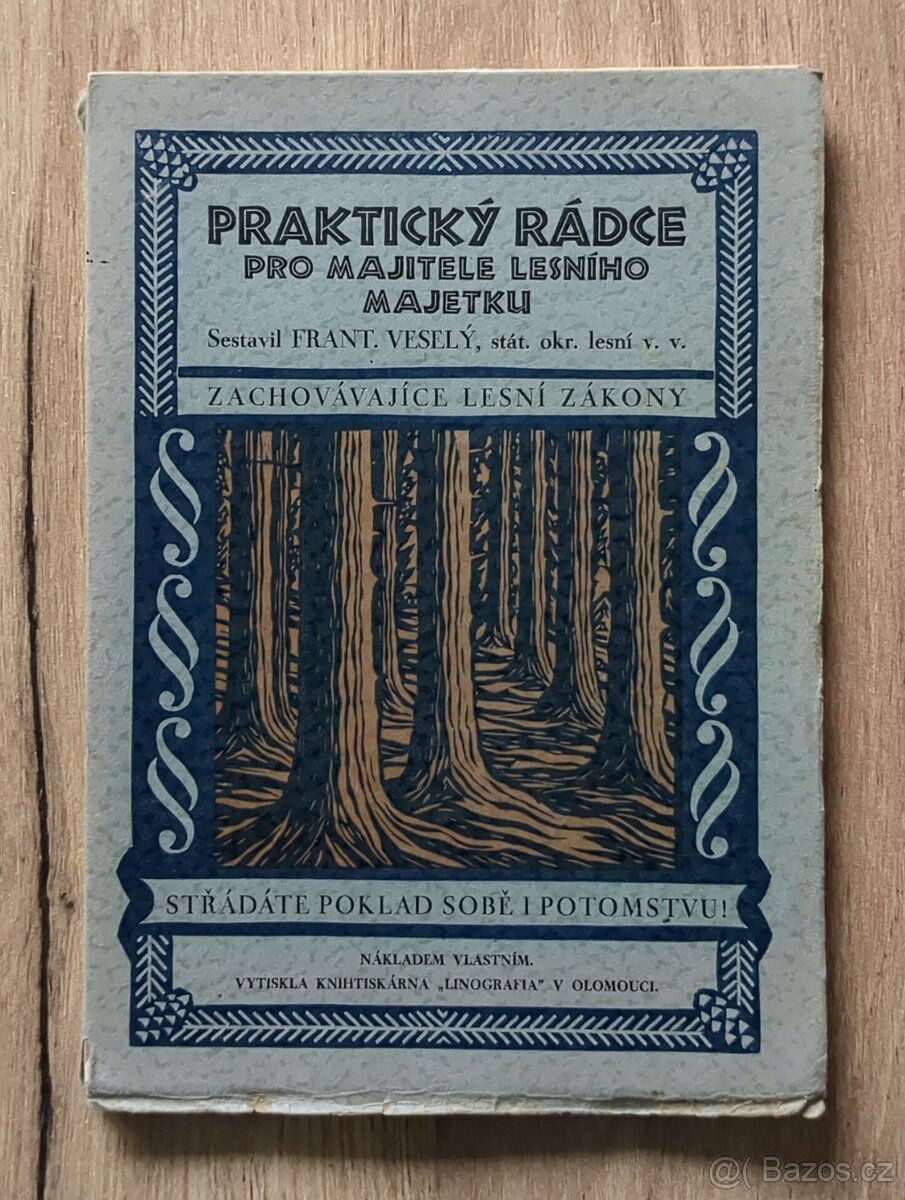 PRAKTICKÝ RÁDCE
PRO MAJITELE LESNÍHO
MAJETKU
Sestavil FRANT. VESELÝ, stát. okr. lesní v. v.
ZACHOVÁVAJÍCE LESNÍ ZÁKONY
STŘÁDÁTE POKLAD SOBĚ I POTOMSTVU!
NÁKLADEM VLASTNÍM.
VYTISKLA KNIHTISKÁRNA „LINOGRAFIA" V OLOMOUCI.
@( Bazos.cz